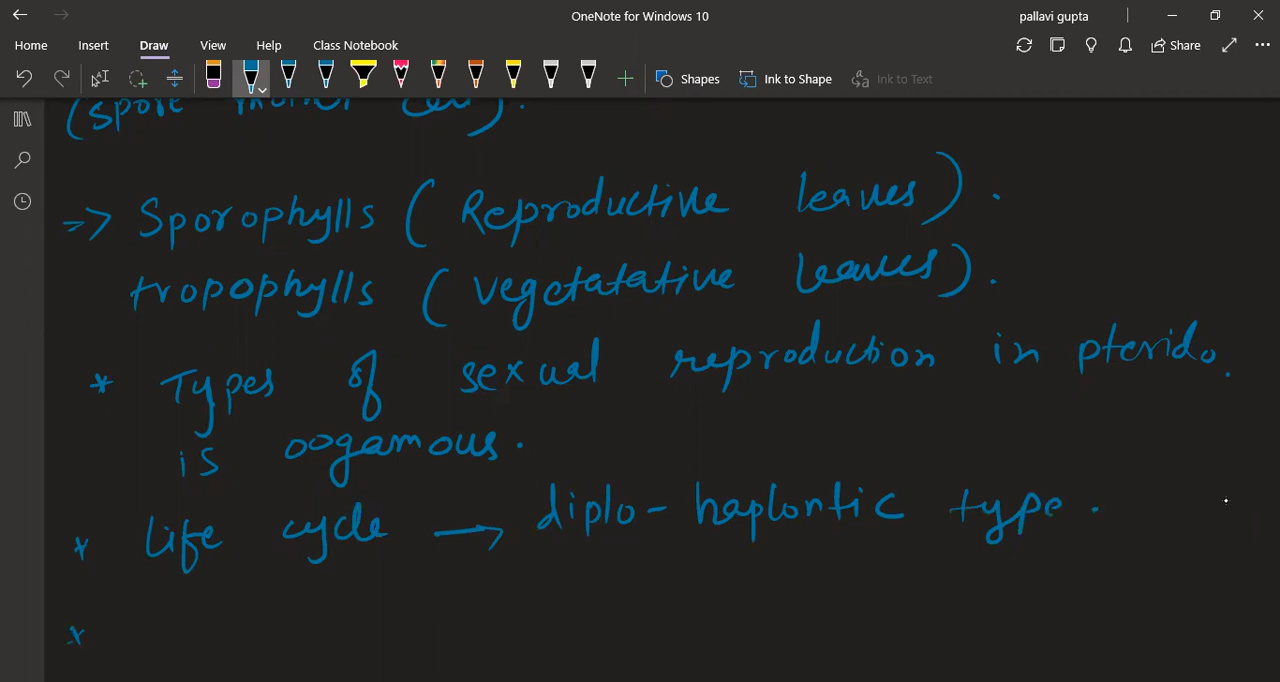 OneNote for Windows 10
pallavi gupta
Home Insert Draw View Help Class Notebook
Share
Shapes Ink to Shape Ink to Text
(spore
=> Sporophylls (Reproductive leaves).
tropophylls (vegetatative leaves).
* Types of sexual reproduction in pterido.
is oogamous.
* life cycle → diplo-haplontic type.
*